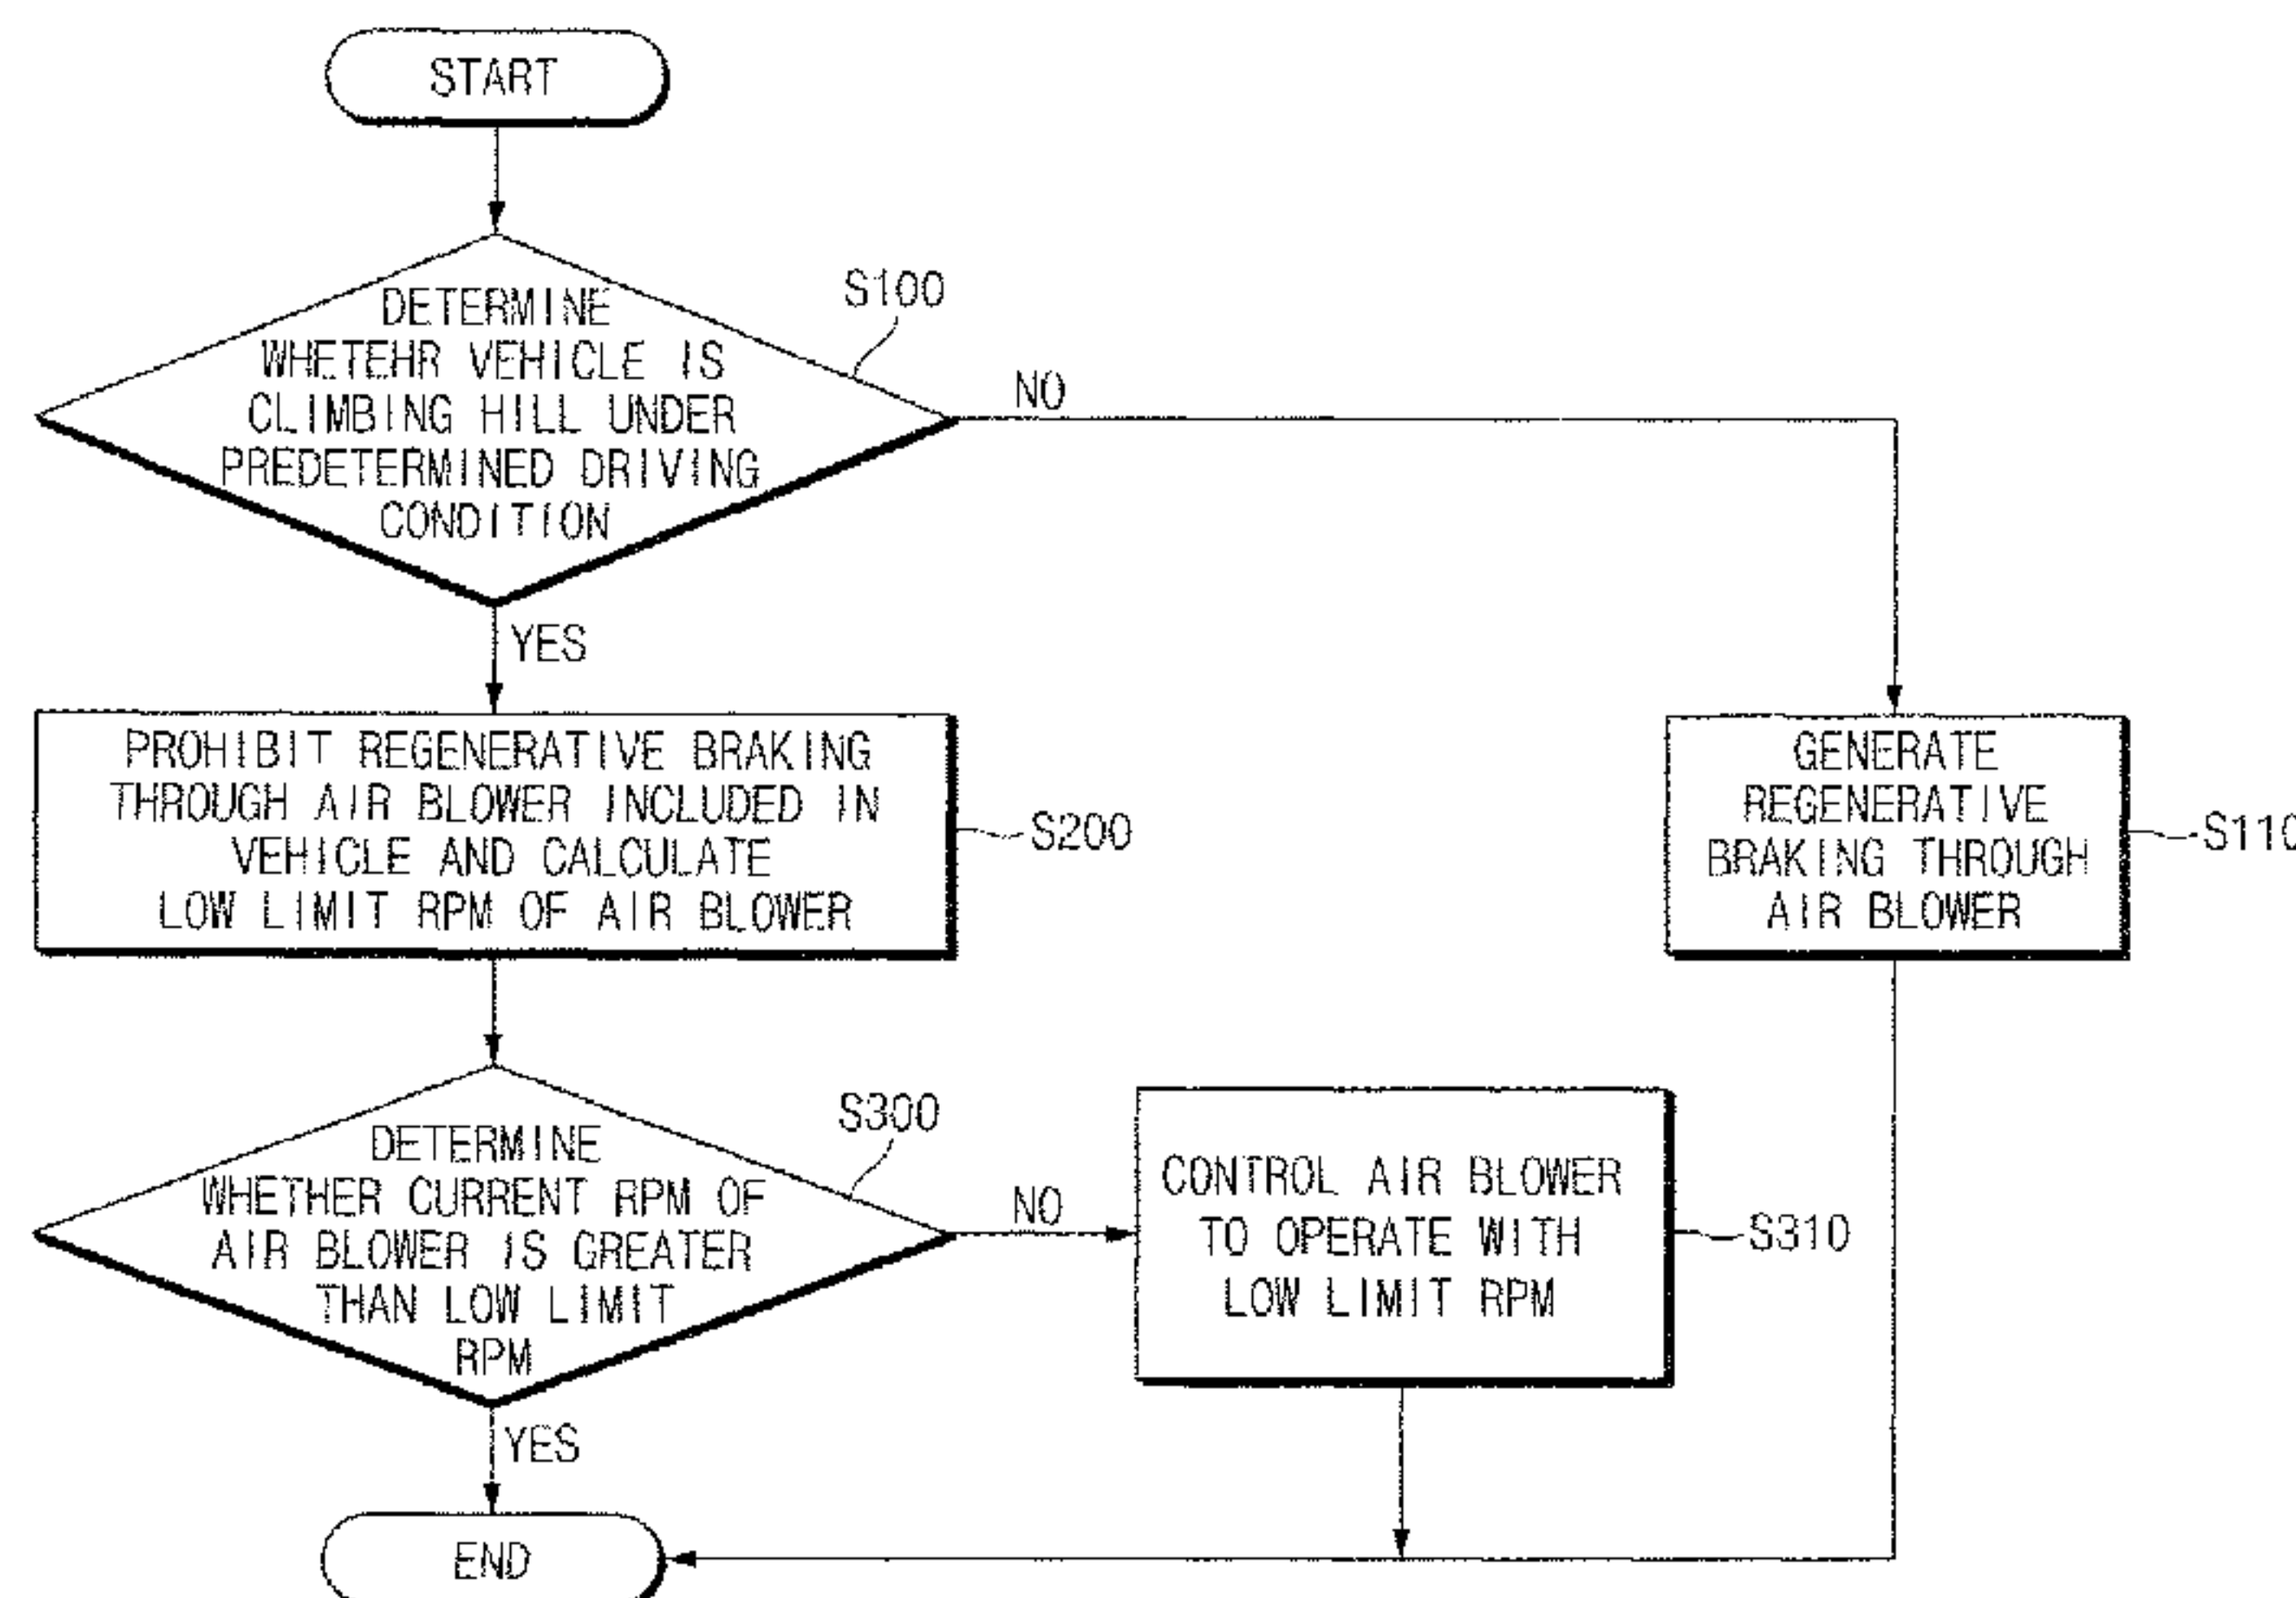 START
DETERMINE
WHETEHR VEHICLE IS
CLIMBING HILL UNDER
PREDETERMINED DRIVING
CONDITION
S100
NO
YES
PROHIBIT REGENERATIVE BRAKING
THROUGH AIR BLOWER INCLUDED IN
VEHICLE AND CALCULATE
LOW LIMIT RPM OF AIR BLOWER
S200
GENERATE
REGENERATIVE
BRAKING THROUGH
AIR BLOWER
S110
DETERMINE
WHETHER CURRENT RPM OF
AIR BLOWER IS GREATER
THAN LOW LIMIT
RPM
S300
NO
CONTROL AIR BLOWER
TO OPERATE WITH
LOW LIMIT RPM
S310
YES
END